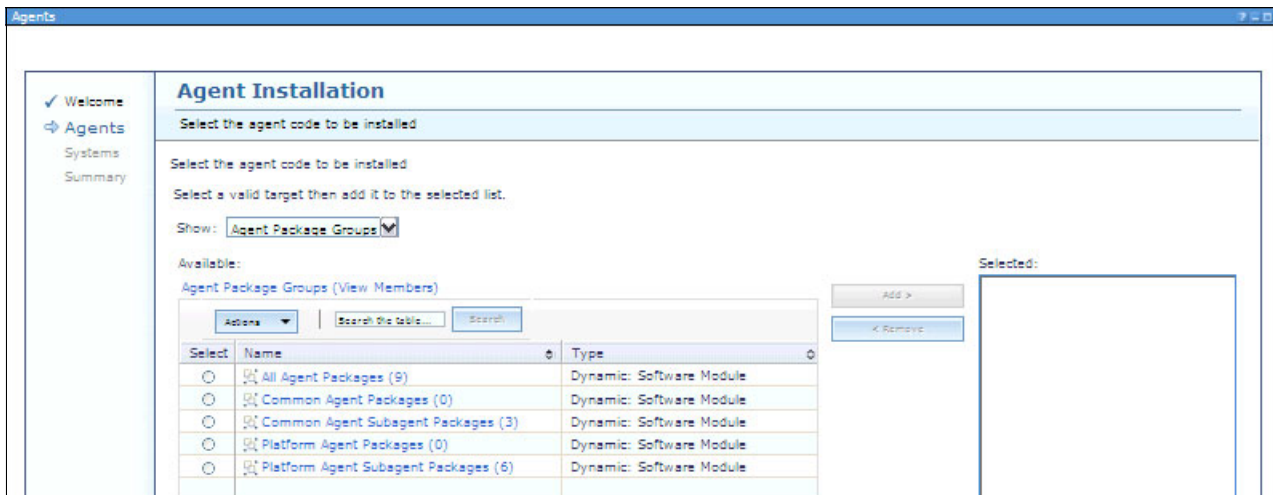 Agents
✓ Welcome
Agents
Systems
Summary
Agent Installation
Select the agent code to be installed
Select the agent code to be installed
Select a valid target then add it to the selected list.
Show: Agent Package Groups
Available:
Agent Package Groups (View Members)
Actions Search the table... Search
Select Name Type
All Agent Packages (9) Dynamic: Software Module
Common Agent Packages (0) Dynamic: Software Module
Common Agent Subagent Packages (3) Dynamic: Software Module
Platform Agent Packages (0) Dynamic: Software Module
Platform Agent Subagent Packages (6) Dynamic: Software Module
Add >
< Remove
Selected: